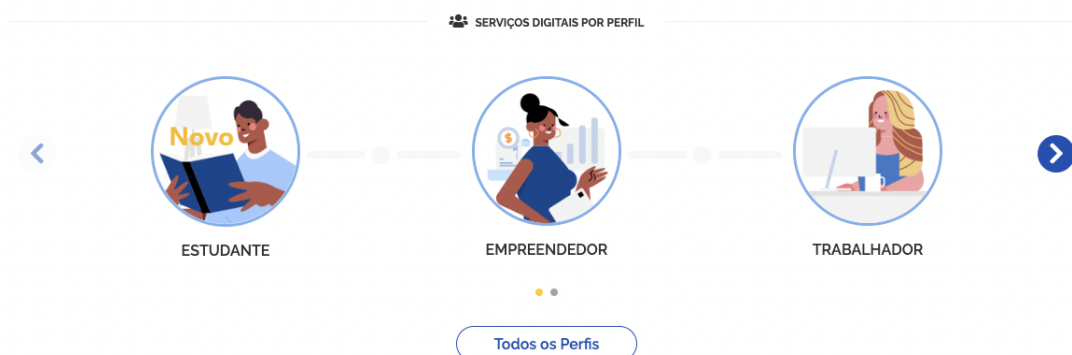 SERVIÇOS DIGITAIS POR PERFIL
Novo
$
ESTUDANTE
EMPREENDEDOR
TRABALHADOR
Todos os Perfis